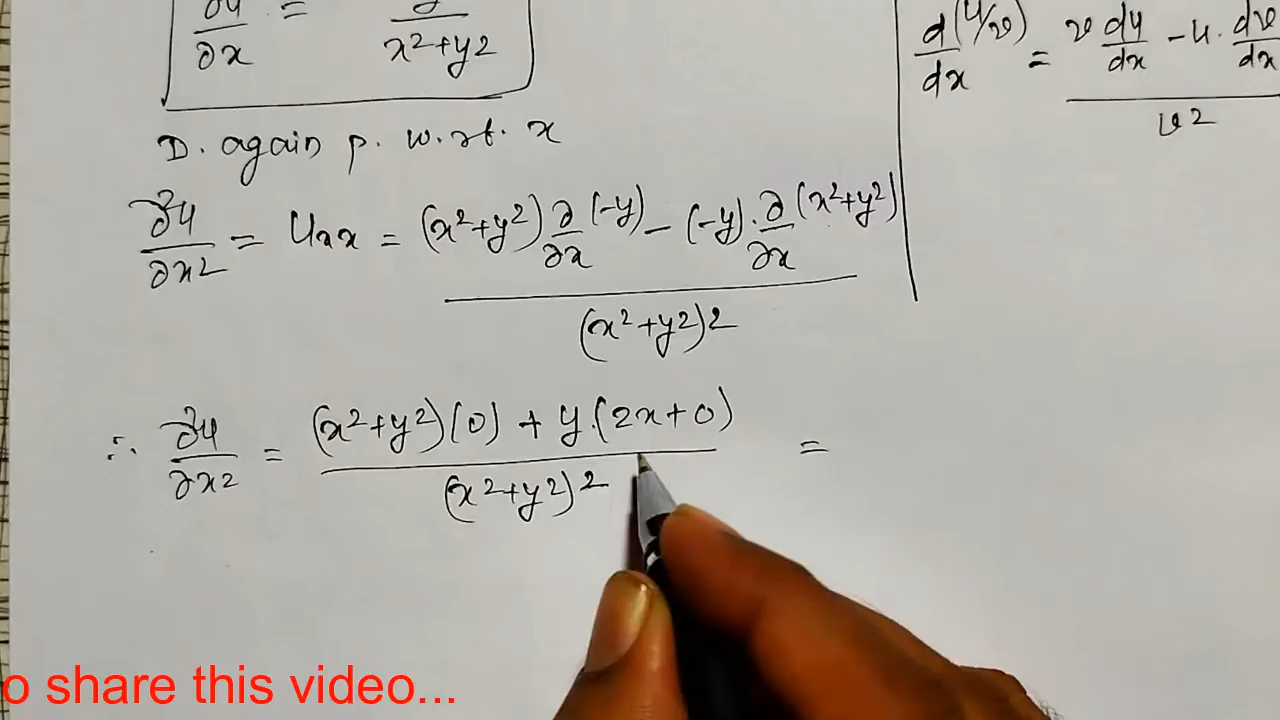 ∂u/∂x = y/(x²+y²)
d(u/v)/dx = (v du/dx - u. dv/dx)/v²
D. again p. w.r.t. x
∂²u/∂x² = Uxx = ((x²+y²) ∂/∂x (-y) - (-y). ∂/∂x (x²+y²))/(x²+y²)²
∴ ∂²u/∂x² = ((x²+y²)(0) + y.(2x+0))/(x²+y²)² =
o share this video...